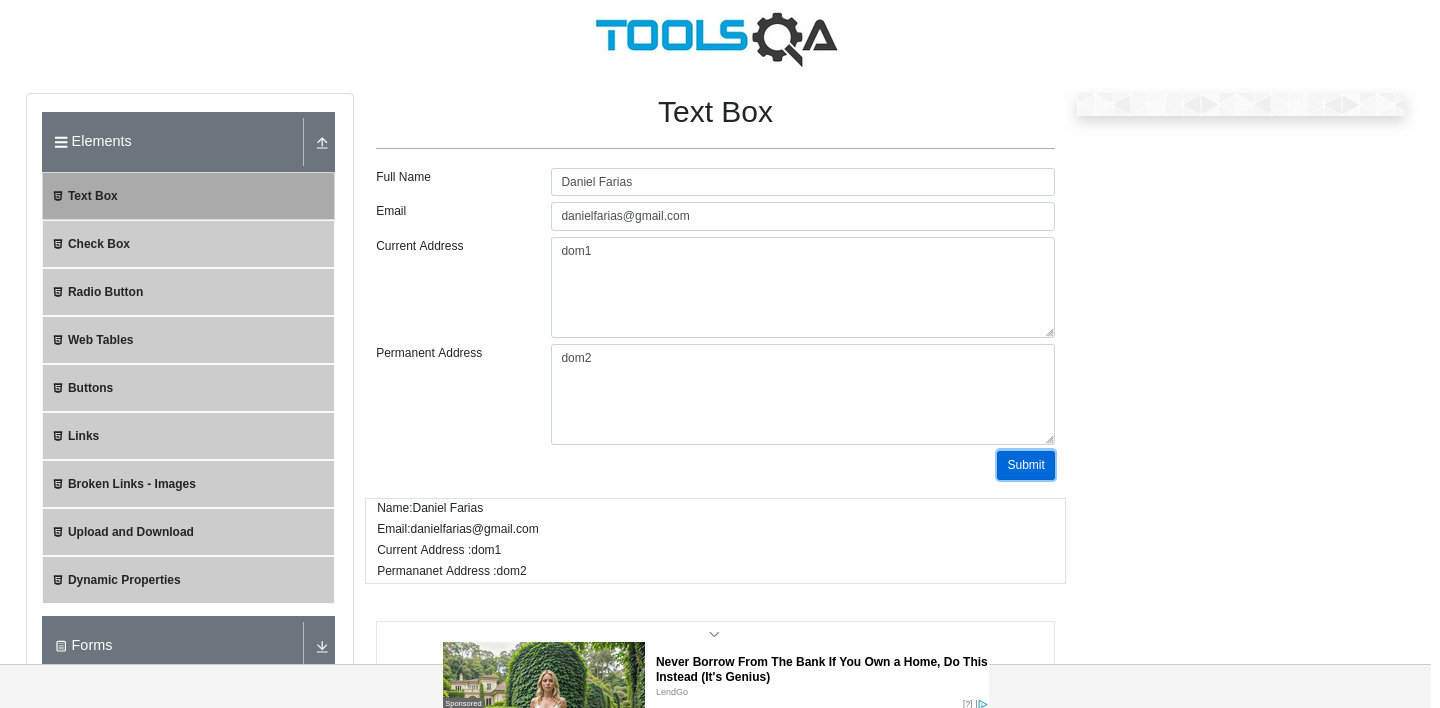 TOOLSQA
Elements
Text Box
Check Box
Radio Button
Web Tables
Buttons
Links
Broken Links - Images
Upload and Download
Dynamic Properties
Forms
Text Box
Full Name
Daniel Farias
Email
danielfarias@gmail.com
Current Address
dom1
Permanent Address
dom2
Submit
Name:Daniel Farias
Email:danielfarias@gmail.com
Current Address :dom1
Permananet Address :dom2
Sponsored
Never Borrow From The Bank If You Own a Home, Do This
Instead (It's Genius)
LendGo
[?]